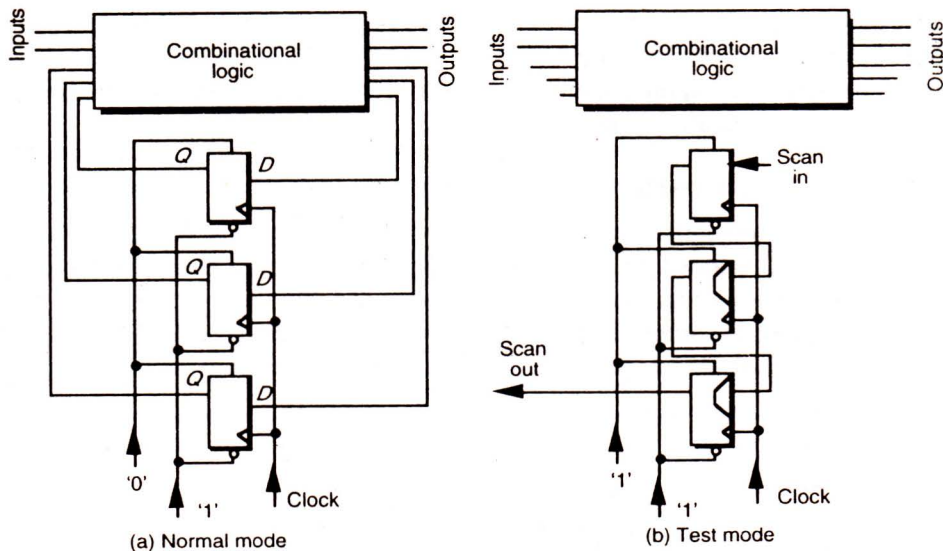 Inputs
Combinational
logic
Outputs
Q
D
Q
D
Q
D
'0'
'1'
Clock
(a) Normal mode
Inputs
Combinational
logic
Outputs
Scan
in
Scan
out
'1'
'1'
Clock
(b) Test mode